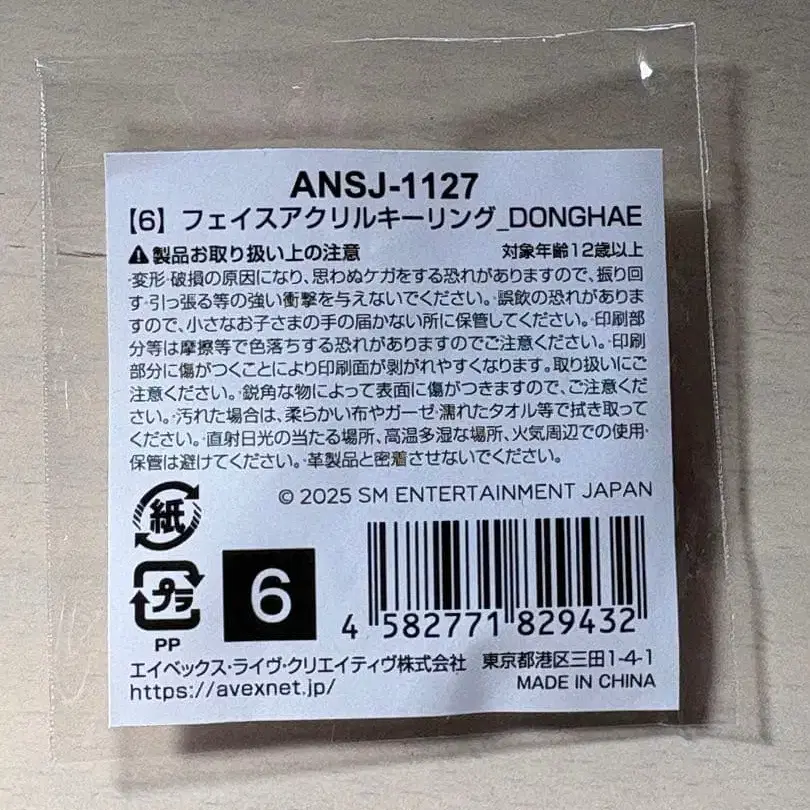 ANSJ-1127
【6】フェイスアクリルキーリング_DONGHAE
⚠製品お取り扱い上の注意 対象年齢12歳以上
・変形・破損の原因になり、思わぬケガをする恐れがありますので、振り回
す・引っ張る等の強い衝撃を与えないでください。・誤飲の恐れがありま
すので、小さなお子さまの手の届かない所に保管してください。・印刷部
分等は摩擦等で色落ちする恐れがありますのでご注意ください。・印刷
部分に傷がつくことにより印刷面が剥がれやすくなります。取り扱いにご
注意ください。・鋭角な物によって表面に傷がつきますので、ご注意くだ
さい。・汚れた場合は、柔らかい布やガーゼ・濡れたタオル等で拭き取って
ください。・直射日光の当たる場所、高温多湿な場所、火気周辺での使用・
保管は避けてください。・革製品と密着させないでください。
© 2025 SM ENTERTAINMENT JAPAN
紙
プラ
PP
6
4 582771 829432
エイベックス・ライヴ・クリエイティヴ株式会社 東京都港区三田1-4-1
https://avexnet.jp/ MADE IN CHINA